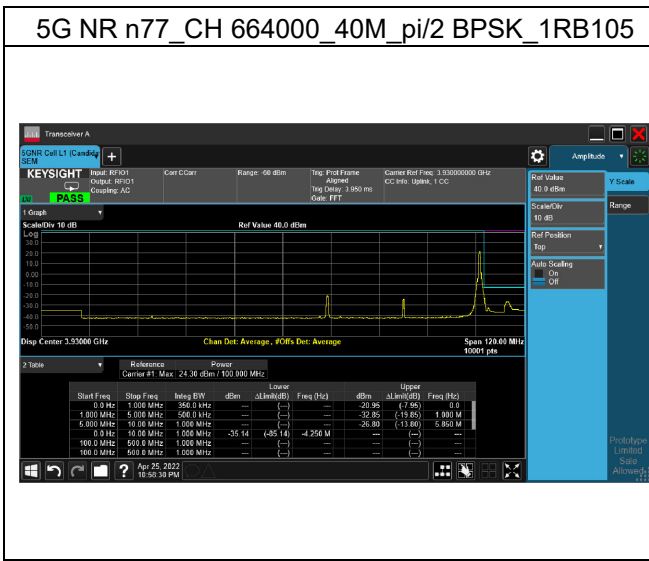 5G NR n77_CH 664000_40M_pi/2 BPSK_1RB105
Transceiver A
5GNR Cell L1 (Candida
SEM
Amplitude
KEYSIGHT
PASS
Input: RFIO1
Output: RFIO1
Coupling: AC
Corr CCorr
Range: -60 dBm
Trig: Prot Frame
Aligned
Trig Delay: 3.950 ms
Gate: FFT
Carrier Ref Freq: 3.930000000 GHz
CC Info: Uplink, 1 CC
Ref Value
40.0 dBm
Y Scale
Scale/Div
10 dB
Range
Ref Position
Top
Auto Scaling
On
Off
1 Graph
Scale/Div 10 dB
Ref Value 40.0 dBm
Log
30.0
20.0
10.0
0.00
-10.0
-20.0
-30.0
-40.0
-50.0
Disp Center 3.93000 GHz
Chan Det: Average , #Offs Det: Average
Span 120.00 MHz
10001 pts
2 Table
Reference Power
Carrier #1: Max 24.30 dBm / 100.000 MHz
Lower Upper
Start Freq Stop Freq Integ BW dBm ΔLimit(dB) Freq (Hz) dBm ΔLimit(dB) Freq (Hz)
0.0 Hz 1.000 MHz 350.0 kHz --- (---) --- -20.95 (-7.95) 0.0
1.000 MHz 5.000 MHz 500.0 kHz --- (---) --- -32.85 (-19.85) 1.000 M
5.000 MHz 10.00 MHz 1.000 MHz --- (---) --- -26.80 (-13.80) 5.850 M
0.0 Hz 10.00 MHz 1.000 MHz -35.14 (-85.14) -4.250 M --- (---) ---
100.0 MHz 500.0 MHz 1.000 MHz --- (---) --- --- (---) ---
100.0 MHz 500.0 MHz 1.000 MHz --- (---) --- --- (---) ---
Prototype
Limited
Sale
Allowed
Apr 25, 2022
10:58:30 PM